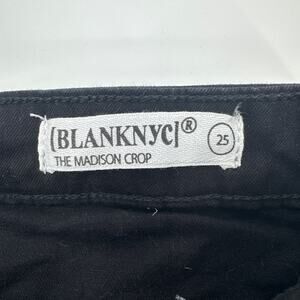 [BLANKNYC]®
THE MADISON CROP
25